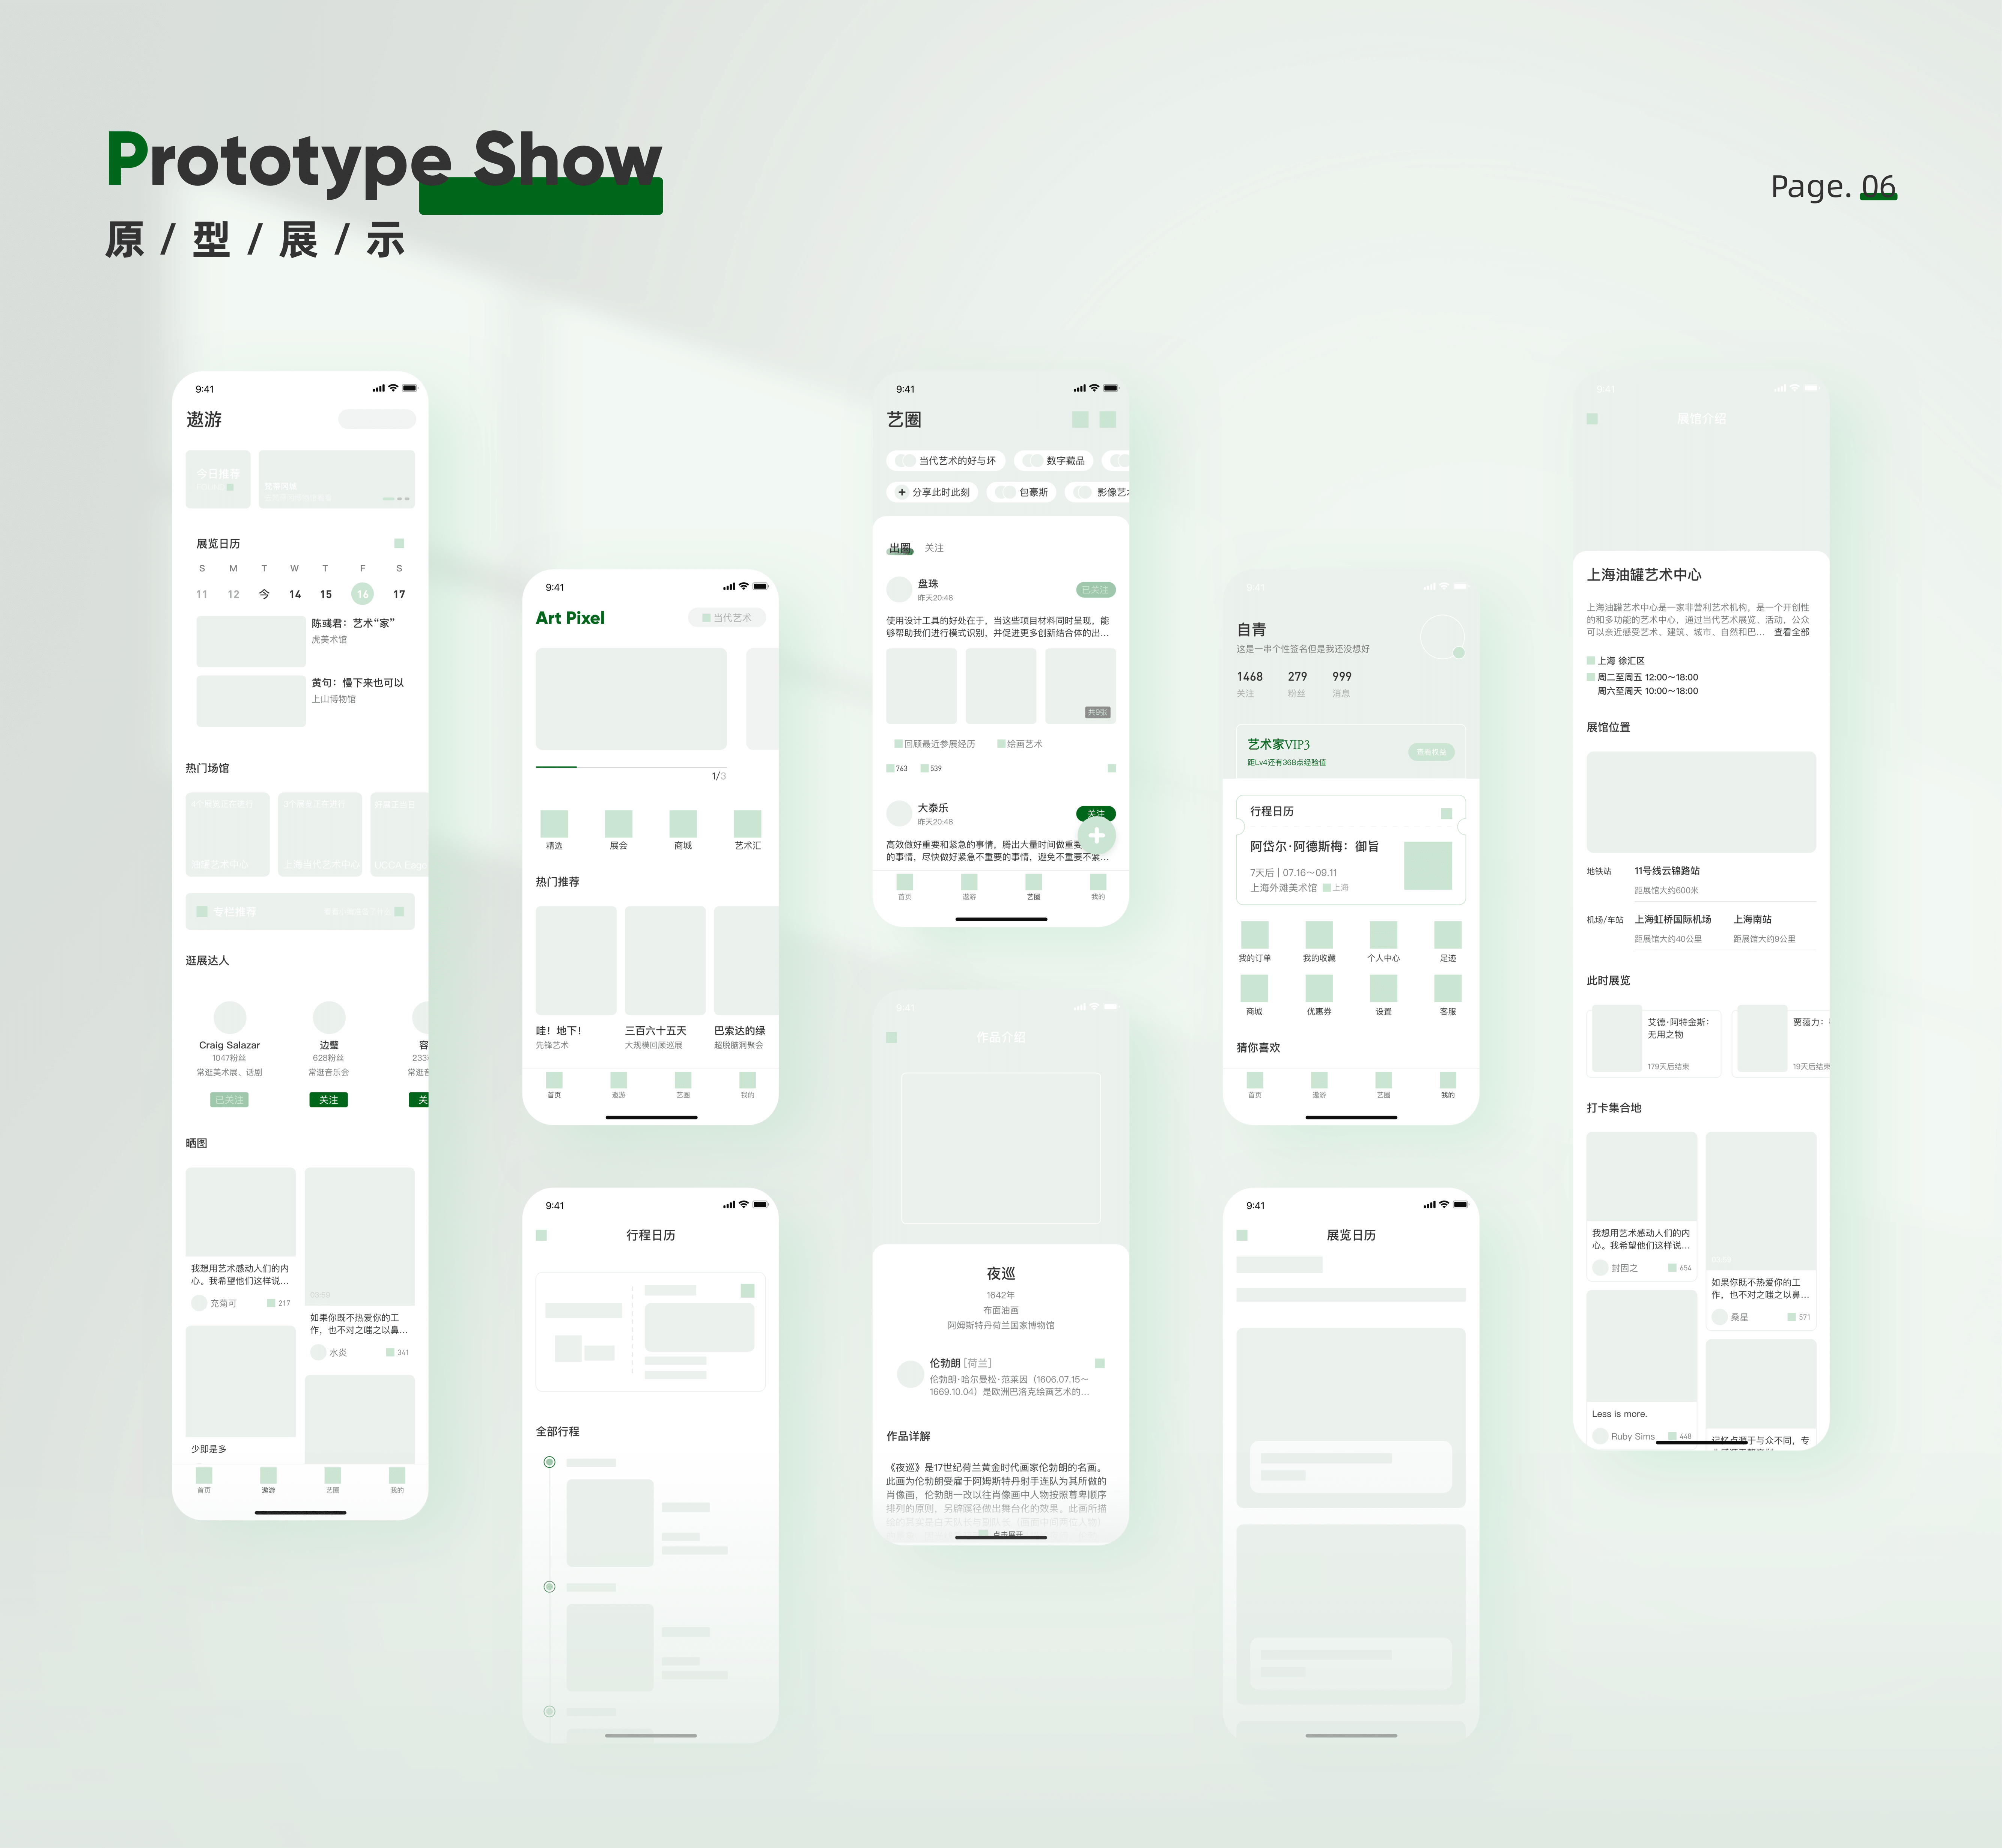 Prototype Show
原 / 型 / 展 / 示
Page. 06
9:41
遨游
今日推荐
展览日历
S M T W T F S
11 12 今 14 15 16 17
陈彧君：艺术“家”
虎美术馆
黄句：慢下来也可以
上山博物馆
热门场馆
油罐艺术中心
上海当代艺术中心
UCCA Edge
专栏推荐
逛展达人
Craig Salazar
1047粉丝
常逛美术展、话剧
已关注
边璧
628粉丝
常逛音乐会
关注
容
233
常逛音
关
晒图
我想用艺术感动人们的内
心。我希望他们这样说...
充菊可 217
03:59
如果你既不热爱你的工
作，也不对之嗤之以鼻...
水炎 341
少即是多
首页 遨游 艺圈 我的
9:41
Art Pixel
当代艺术
1/3
精选 展会 商城 艺术汇
热门推荐
哇！地下！
先锋艺术
三百六十五天
大规模回顾巡展
巴索达的绿
超脱脑洞聚会
首页 遨游 艺圈 我的
9:41
行程日历
全部行程
9:41
艺圈
当代艺术的好与坏 数字藏品
分享此时此刻 包豪斯 影像艺
出圈 关注
盘珠
昨天20:48
已关注
使用设计工具的好处在于，当这些项目材料同时呈现，能
够帮助我们进行模式识别，并促进更多创新结合体的出...
共9张
回顾最近参展经历 绘画艺术
763 539
大泰乐
昨天20:48
关注
高效做好重要和紧急的事情，腾出大量时间做重要
的事情，尽快做好紧急不重要的事情，避免不重要不紧...
首页 遨游 艺圈 我的
9:41
作品介绍
夜巡
1642年
布面油画
阿姆斯特丹荷兰国家博物馆
伦勃朗 [荷兰]
伦勃朗·哈尔曼松·范莱因（1606.07.15～
1669.10.04）是欧洲巴洛克绘画艺术的...
作品详解
《夜巡》是17世纪荷兰黄金时代画家伦勃朗的名画。
此画为伦勃朗受雇于阿姆斯特丹射手连队为其所做的
肖像画，伦勃朗一改以往肖像画中人物按照尊卑顺序
排列的原则，另辟蹊径做出舞台化的效果。此画所描
点击展开
9:41
自青
这是一串个性签名但是我还没想好
1468 279 999
关注 粉丝 消息
艺术家VIP3
距Lv4还有368点经验值
查看权益
行程日历
阿岱尔·阿德斯梅：御旨
7天后 | 07.16～09.11
上海外滩美术馆 上海
我的订单 我的收藏 个人中心 足迹
商城 优惠券 设置 客服
猜你喜欢
首页 遨游 艺圈 我的
9:41
展览日历
9:41
展馆介绍
上海油罐艺术中心
上海油罐艺术中心是一家非营利艺术机构，是一个开创性
的和多功能的艺术中心，通过当代艺术展览、活动，公众
可以亲近感受艺术、建筑、城市、自然和巴... 查看全部
上海 徐汇区
周二至周五 12:00～18:00
周六至周天 10:00～18:00
展馆位置
地铁站 11号线云锦路站
距展馆大约600米
机场/车站 上海虹桥国际机场 上海南站
距展馆大约40公里 距展馆大约9公里
此时展览
艾德·阿特金斯：
无用之物
179天后结束
贾蔼力：
19天后结束
打卡集合地
我想用艺术感动人们的内
心。我希望他们这样说...
封固之 654
03:59
如果你既不热爱你的工
作，也不对之嗤之以鼻...
桑星 571
Less is more.
Ruby Sims 448
记忆点源于与众不同，专